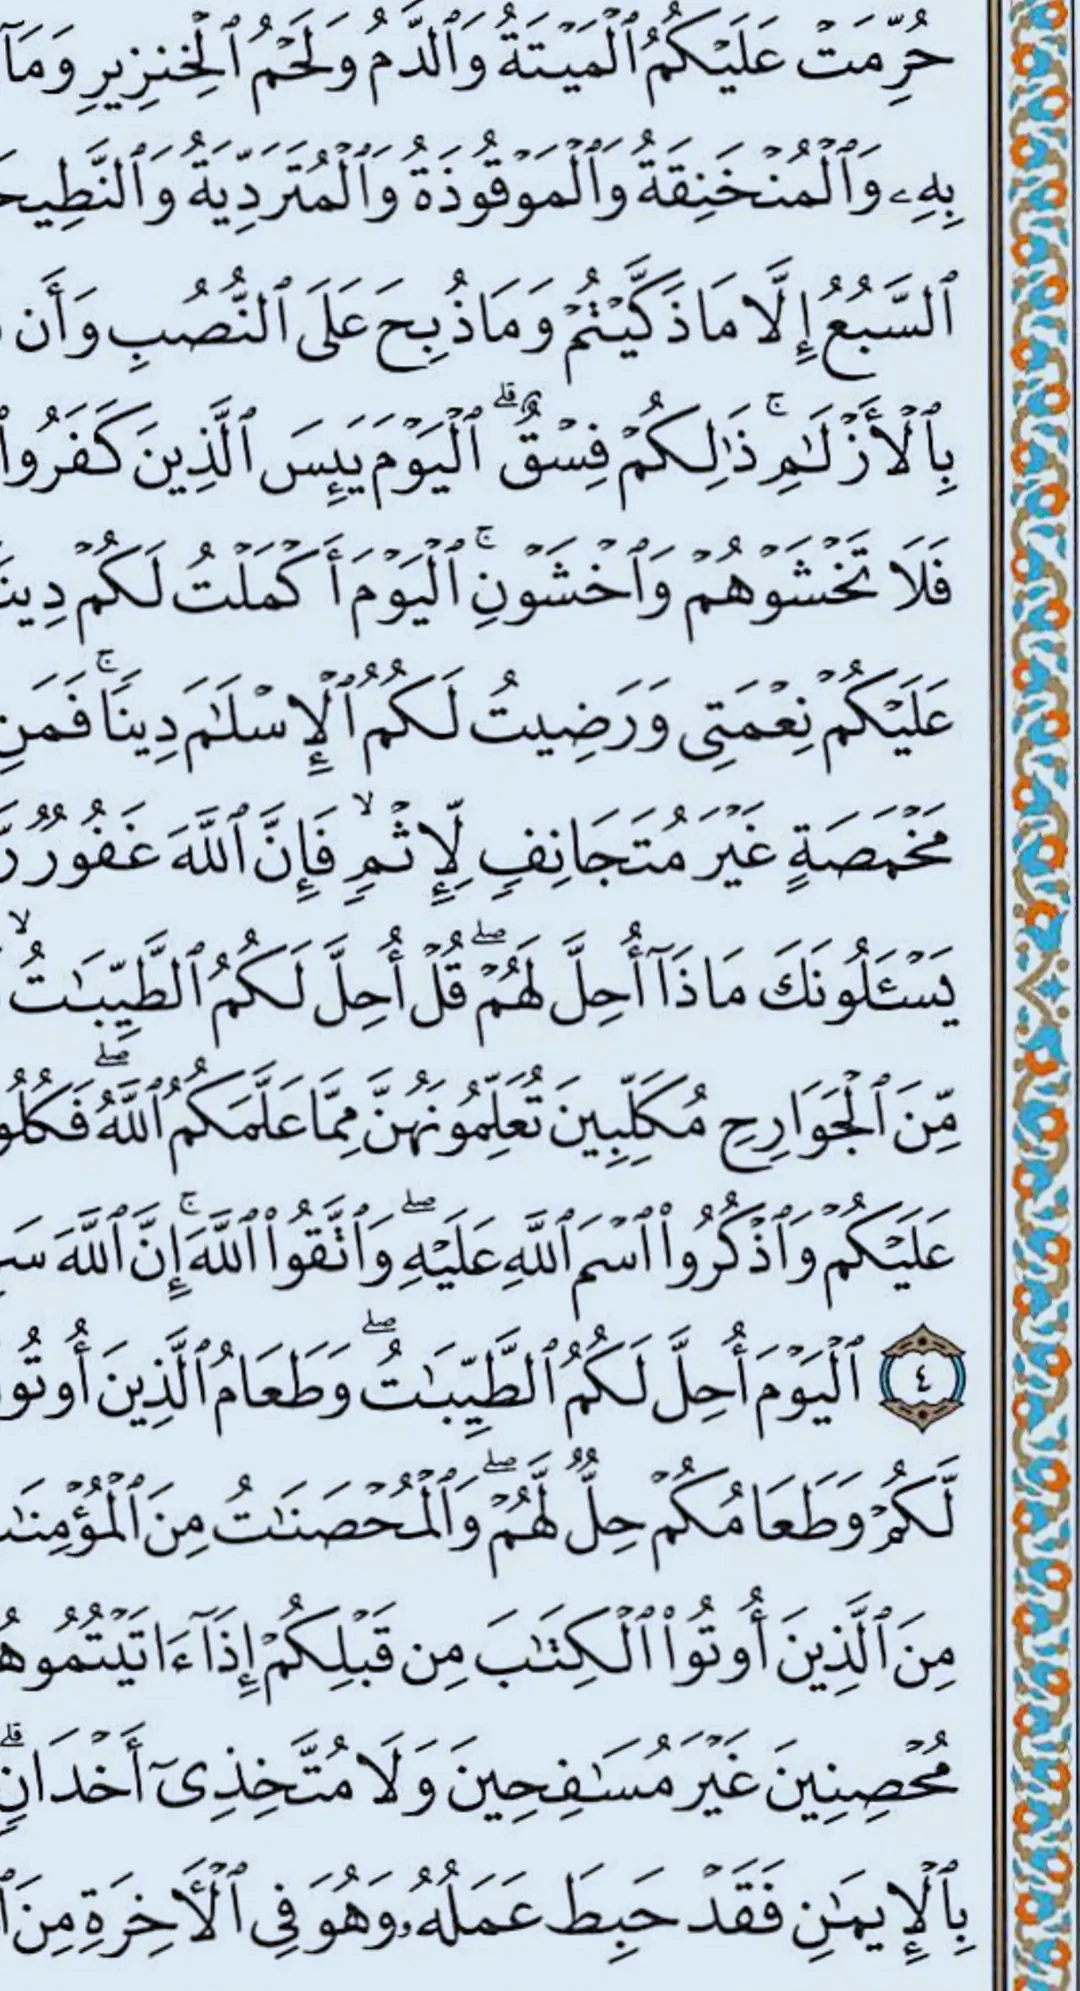 حُرِّمَتْ عَلَيْكُمُ ٱلْمَيْتَةُ وَٱلدَّمُ وَلَحْمُ ٱلْخِنزِيرِ وَمَآ
بِهِۦ وَٱلْمُنْخَنِقَةُ وَٱلْمَوْقُوذَةُ وَٱلْمُتَرَدِّيَةُ وَٱلنَّطِيحَ
ٱلسَّبُعُ إِلَّا مَا ذَكَّيْتُمْ وَمَا ذُبِحَ عَلَى ٱلنُّصُبِ وَأَن
بِٱلْأَزْلَـٰمِ ۚ ذَٰلِكُمْ فِسْقٌ ۗ ٱلْيَوْمَ يَئِسَ ٱلَّذِينَ كَفَرُوا۟
فَلَا تَخْشَوْهُمْ وَٱخْشَوْنِ ۚ ٱلْيَوْمَ أَكْمَلْتُ لَكُمْ دِينَ
عَلَيْكُمْ نِعْمَتِى وَرَضِيتُ لَكُمُ ٱلْإِسْلَـٰمَ دِينًا ۚ فَمَنِ
مَخْمَصَةٍ غَيْرَ مُتَجَانِفٍ لِّإِثْمٍ ۙ فَإِنَّ ٱللَّهَ غَفُورٌ رَّ
يَسْـَٔلُونَكَ مَاذَآ أُحِلَّ لَهُمْ ۖ قُلْ أُحِلَّ لَكُمُ ٱلطَّيِّبَـٰتُ ۙ
مِّنَ ٱلْجَوَارِحِ مُكَلِّبِينَ تُعَلِّمُونَهُنَّ مِمَّا عَلَّمَكُمُ ٱللَّهُ ۖ فَكُلُو
عَلَيْكُمْ وَٱذْكُرُوا۟ ٱسْمَ ٱللَّهِ عَلَيْهِ ۖ وَٱتَّقُوا۟ ٱللَّهَ ۚ إِنَّ ٱللَّهَ سَ
٤ ٱلْيَوْمَ أُحِلَّ لَكُمُ ٱلطَّيِّبَـٰتُ ۖ وَطَعَامُ ٱلَّذِينَ أُوتُو
لَّكُمْ وَطَعَامُكُمْ حِلٌّ لَّهُمْ ۖ وَٱلْمُحْصَنَـٰتُ مِنَ ٱلْمُؤْمِنَـٰ
مِنَ ٱلَّذِينَ أُوتُوا۟ ٱلْكِتَـٰبَ مِن قَبْلِكُمْ إِذَآ ءَاتَيْتُمُوهُ
مُحْصِنِينَ غَيْرَ مُسَـٰفِحِينَ وَلَا مُتَّخِذِىٓ أَخْدَانٍ ۗ
بِٱلْإِيمَـٰنِ فَقَدْ حَبِطَ عَمَلُهُۥ وَهُوَ فِى ٱلْـَٔاخِرَةِ مِنَ ٱ